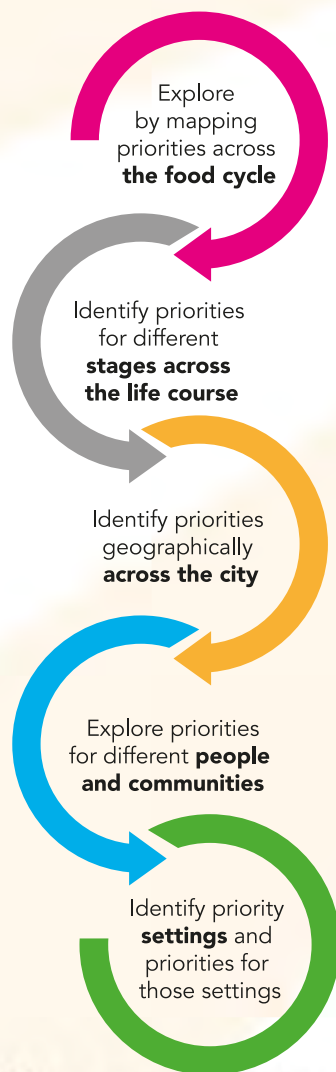 Explore
by mapping
priorities across
the food cycle
Identify priorities
for different
stages across
the life course
Identify priorities
geographically
across the city
Explore priorities
for different people
and communities
Identify priority
settings and
priorities for
those settings